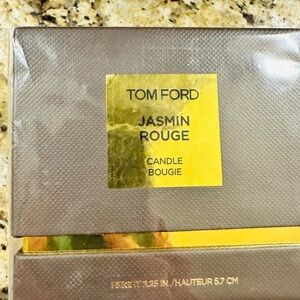 TOM FORD
JASMIN
ROUGE
CANDLE
BOUGIE
HEIGHT 2.25 IN./HAUTEUR 5.7 CM